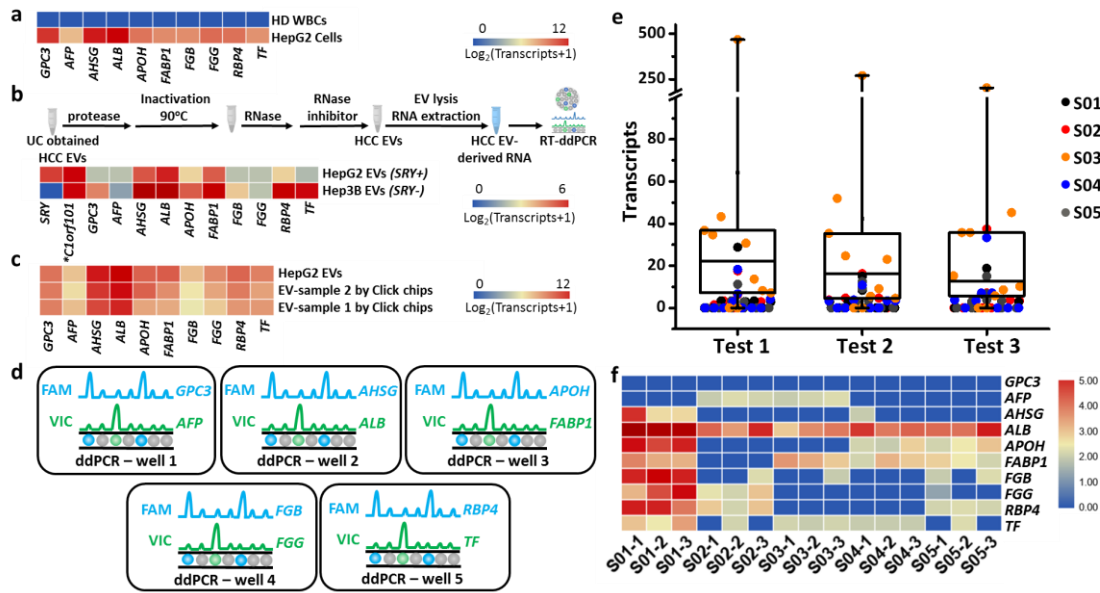 a
HD WBCs
HepG2 Cells
GPC3 AFP AHSG ALB APOH FABP1 FGB FGG RBP4 TF
0 12
Log2(Transcripts+1)
b
UC obtained
HCC EVs
protease
Inactivation
90°C
RNase
RNase
inhibitor
HCC EVs
EV lysis
RNA extraction
HCC EV-
derived RNA
RT-ddPCR
HepG2 EVs (SRY+)
Hep3B EVs (SRY-)
SRY *C1orf101 GPC3 AFP AHSG ALB APOH FABP1 FGB FGG RBP4 TF
0 6
Log2(Transcripts+1)
c
HepG2 EVs
EV-sample 2 by Click chips
EV-sample 1 by Click chips
GPC3 AFP AHSG ALB APOH FABP1 FGB FGG RBP4 TF
0 12
Log2(Transcripts+1)
d
FAM GPC3
VIC AFP
ddPCR – well 1
FAM AHSG
VIC ALB
ddPCR – well 2
FAM APOH
VIC FABP1
ddPCR – well 3
FAM FGB
VIC FGG
ddPCR – well 4
FAM RBP4
VIC TF
ddPCR – well 5
e
Transcripts
500
250
80
60
40
20
0
Test 1 Test 2 Test 3
S01
S02
S03
S04
S05
f
GPC3
AFP
AHSG
ALB
APOH
FABP1
FGB
FGG
RBP4
TF
S01-1 S01-2 S01-3 S02-1 S02-2 S02-3 S03-1 S03-2 S03-3 S04-1 S04-2 S04-3 S05-1 S05-2 S05-3
5.00
4.00
3.00
2.00
1.00
0.00